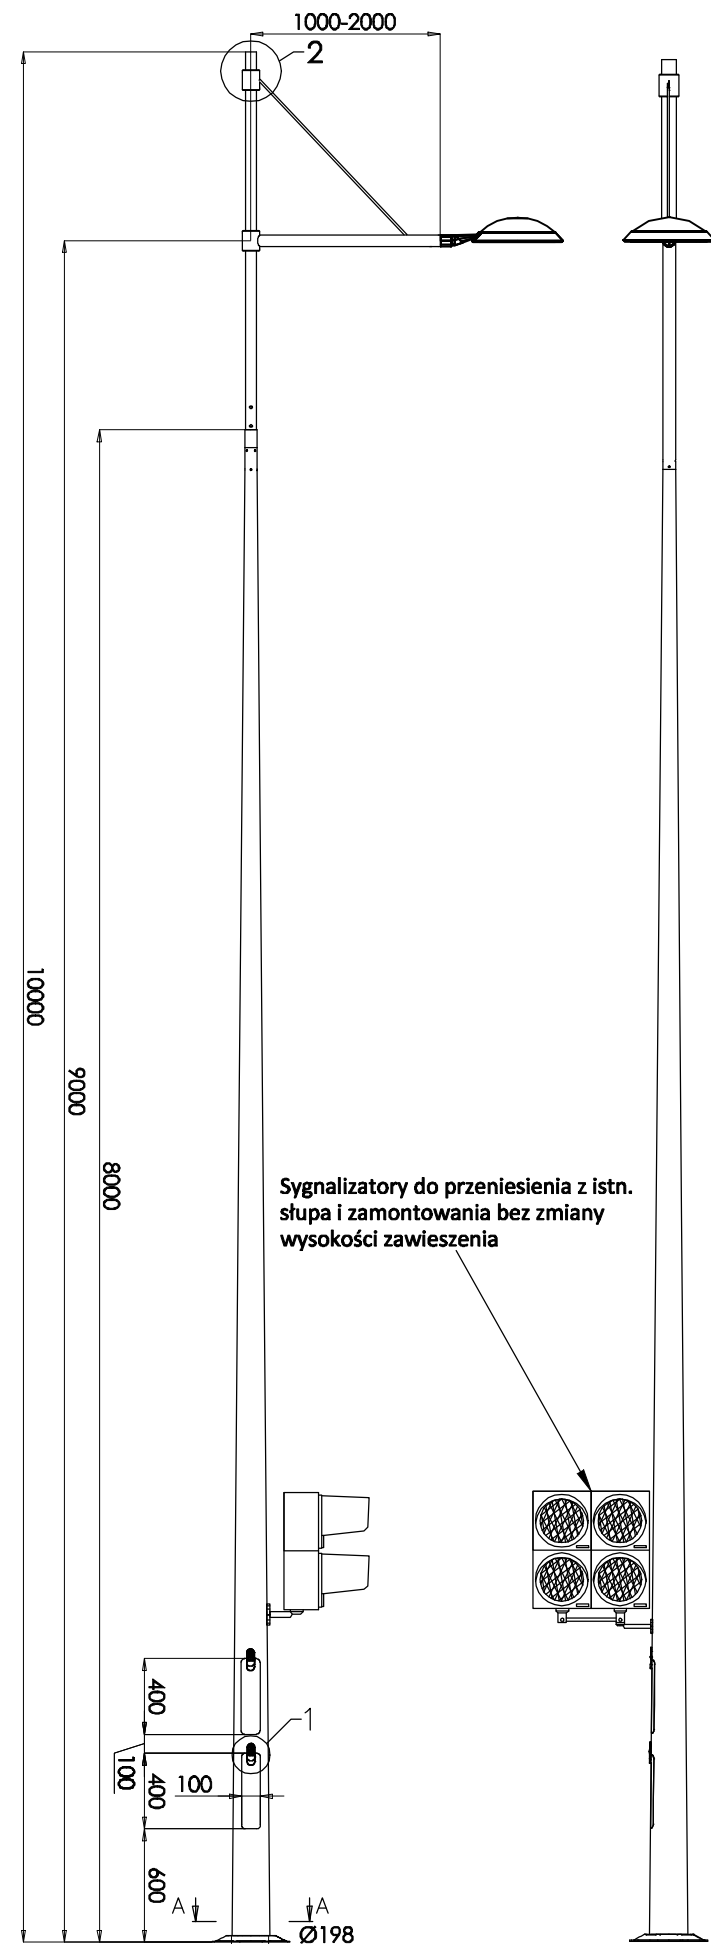 1000-2000
2
10000
9000
8000
Sygnalizatory do przeniesienia z istn.
słupa i zamontowania bez zmiany
wysokości zawieszenia
400
1
100
400
100
600
A
A
Ø198